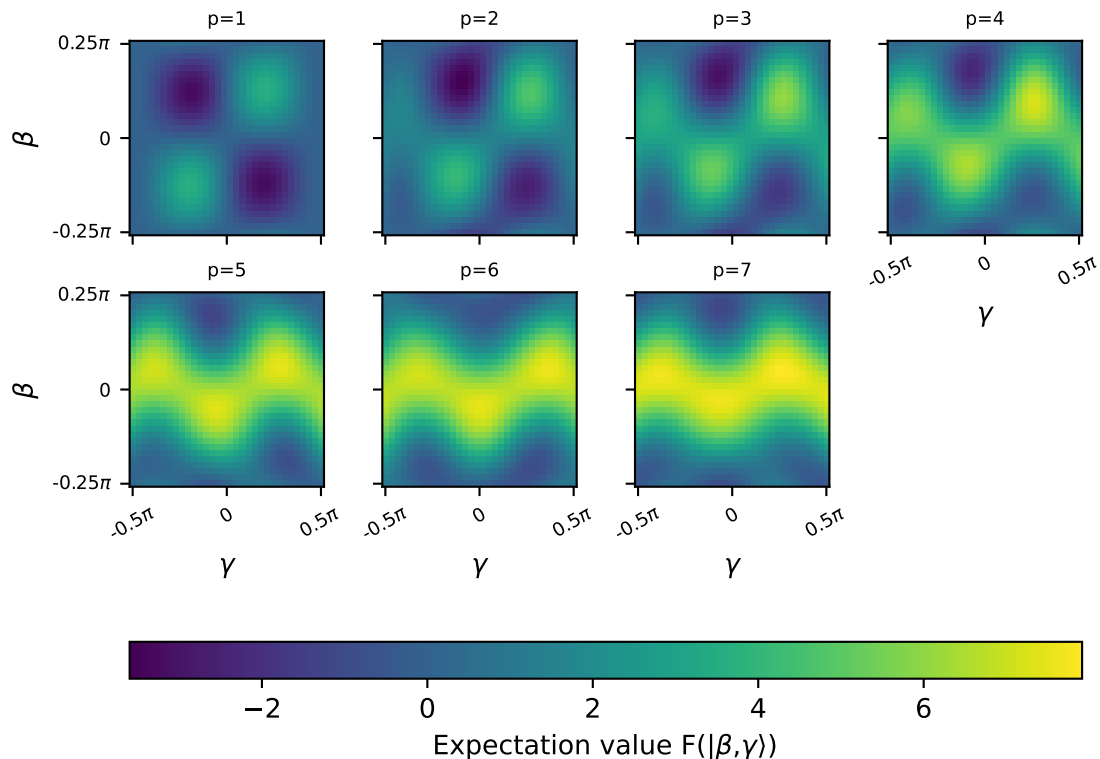 p=1
p=2
p=3
p=4
0.25π
0
-0.25π
β
-0.5π
0
0.5π
γ
p=5
p=6
p=7
0.25π
0
-0.25π
β
-0.5π
0
0.5π
γ
-0.5π
0
0.5π
γ
-0.5π
0
0.5π
γ
−2
0
2
4
6
Expectation value F(|β,γ⟩)